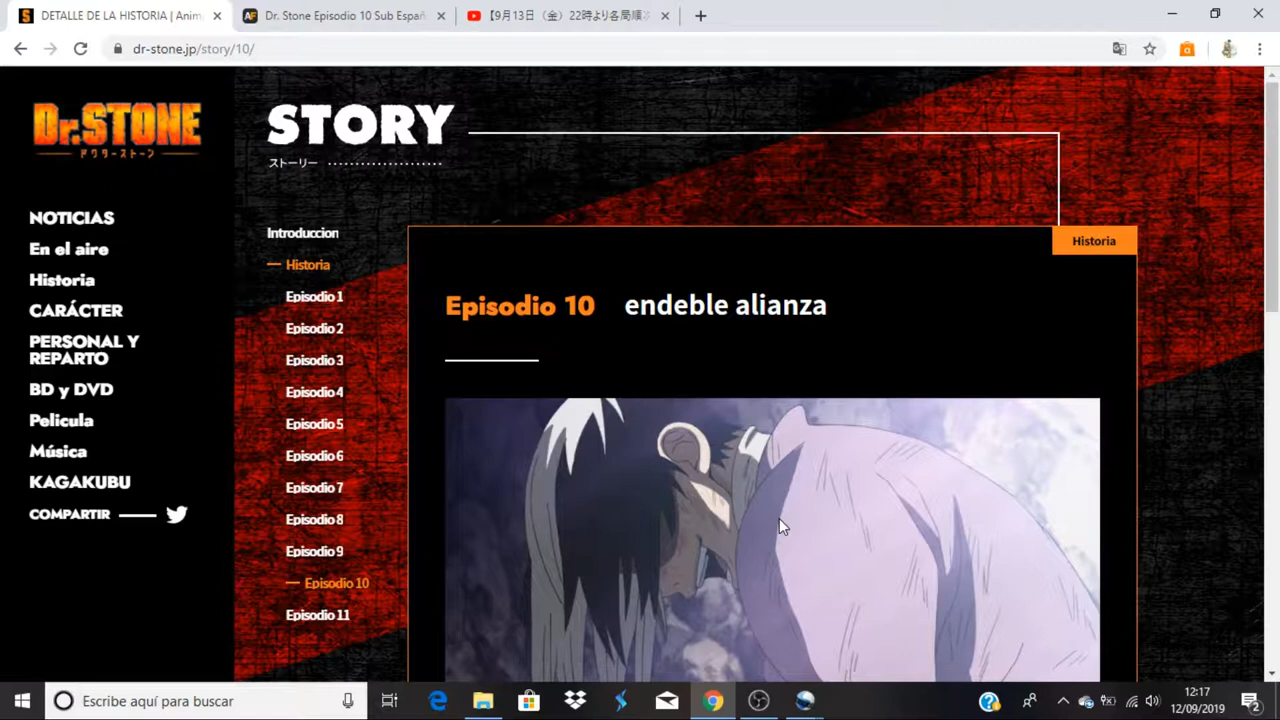 DETALLE DE LA HISTORIA | Anim
Dr. Stone Episodio 10 Sub Españ
【9月13日（金）22時より各局順次
dr-stone.jp/story/10/
Dr.STONE
ドクターストーン
NOTICIAS
En el aire
Historia
CARÁCTER
PERSONAL Y
REPARTO
BD y DVD
Pelicula
Música
KAGAKUBU
COMPARTIR
STORY
ストーリー
Introduccion
Historia
Episodio 1
Episodio 2
Episodio 3
Episodio 4
Episodio 5
Episodio 6
Episodio 7
Episodio 8
Episodio 9
Episodio 10
Episodio 11
Historia
Episodio 10 endeble alianza
Escribe aquí para buscar
12:17
12/09/2019
2